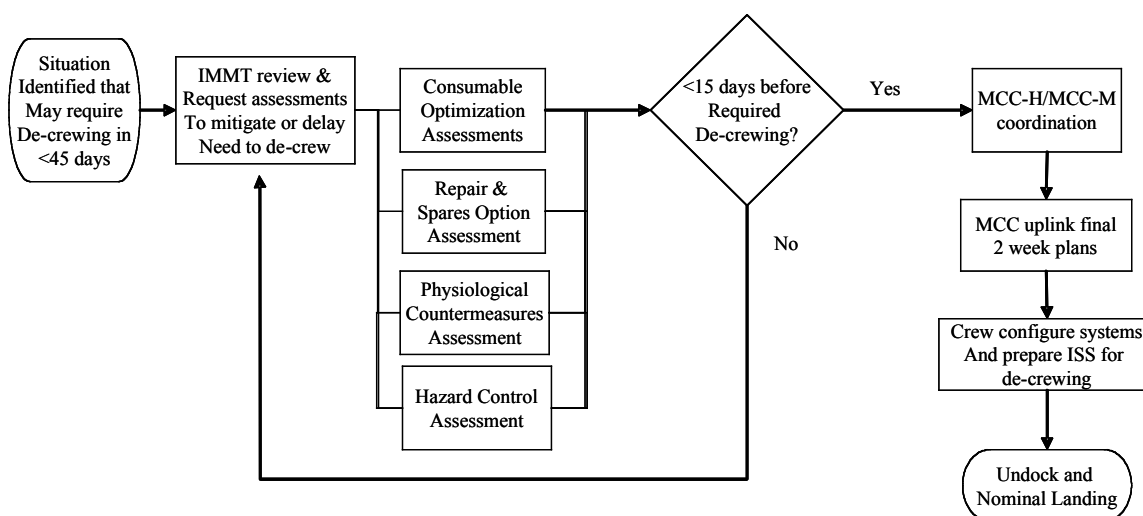 Situation
Identified that
May require
De-crewing in
<45 days
IMMT review &
Request assessments
To mitigate or delay
Need to de-crew
Consumable
Optimization
Assessments
Repair &
Spares Option
Assessment
Physiological
Countermeasures
Assessment
Hazard Control
Assessment
<15 days before
Required
De-crewing?
Yes
No
MCC-H/MCC-M
coordination
MCC uplink final
2 week plans
Crew configure systems
And prepare ISS for
de-crewing
Undock and
Nominal Landing